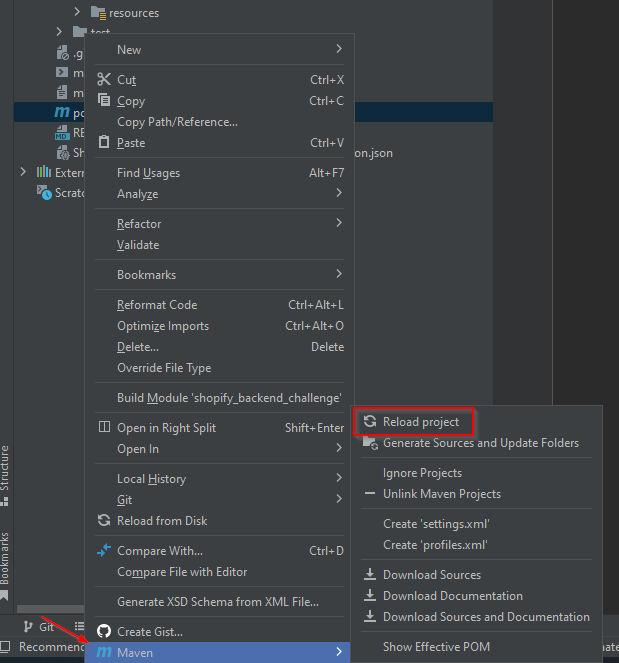 resources
test
New
Cut Ctrl+X
Copy Ctrl+C
Copy Path/Reference...
Paste Ctrl+V
on.json
Find Usages Alt+F7
Analyze
Refactor
Validate
Bookmarks
Reformat Code Ctrl+Alt+L
Optimize Imports Ctrl+Alt+O
Delete... Delete
Override File Type
Build Module 'shopify_backend_challenge'
Open in Right Split Shift+Enter
Open In
Local History
Git
Reload from Disk
Compare With... Ctrl+D
Compare File with Editor
Generate XSD Schema from XML File...
Create Gist...
Maven
Reload project
Generate Sources and Update Folders
Ignore Projects
Unlink Maven Projects
Create 'settings.xml'
Create 'profiles.xml'
Download Sources
Download Documentation
Download Sources and Documentation
Show Effective POM
.g
m
m
po
RE
MD
Sh
Extern
Scratc
Structure
Bookmarks
Git
Recommen